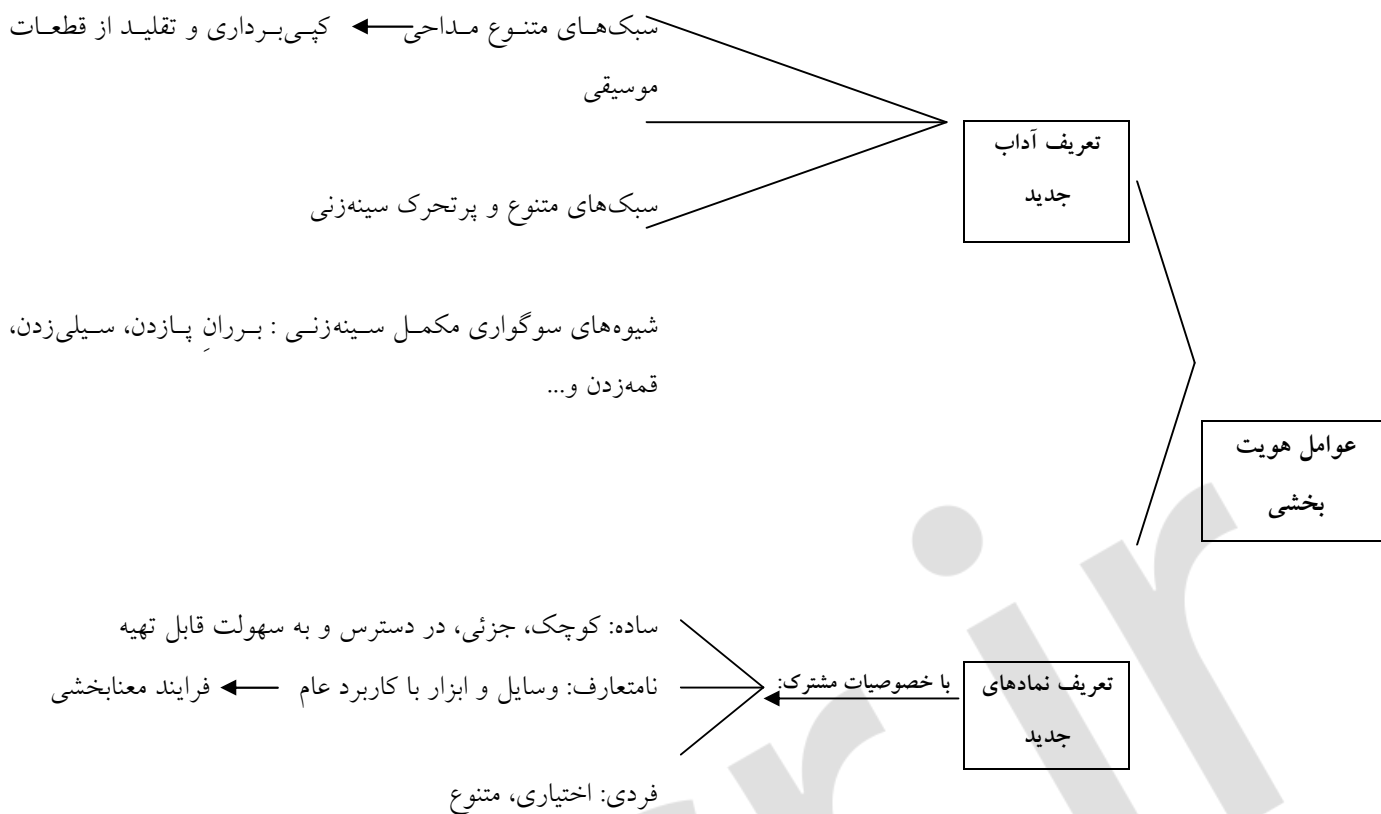 سبک‌های متنوع مداحی ← کپی‌برداری و تقلید از قطعات
موسیقی
تعریف آداب
جدید
سبک‌های متنوع و پرتحرک سینه‌زنی
شیوه‌های سوگواری مکمل سینه‌زنی : بررانِ پازدن، سیلی‌زدن،
قمه‌زدن و...
عوامل هویت
بخشی
ساده: کوچک، جزئی، در دسترس و به سهولت قابل تهیه
تعریف نمادهای
جدید
با خصوصیات مشترک:
نامتعارف: وسایل و ابزار با کاربرد عام ← فرایند معنابخشی
فردی: اختیاری، متنوع